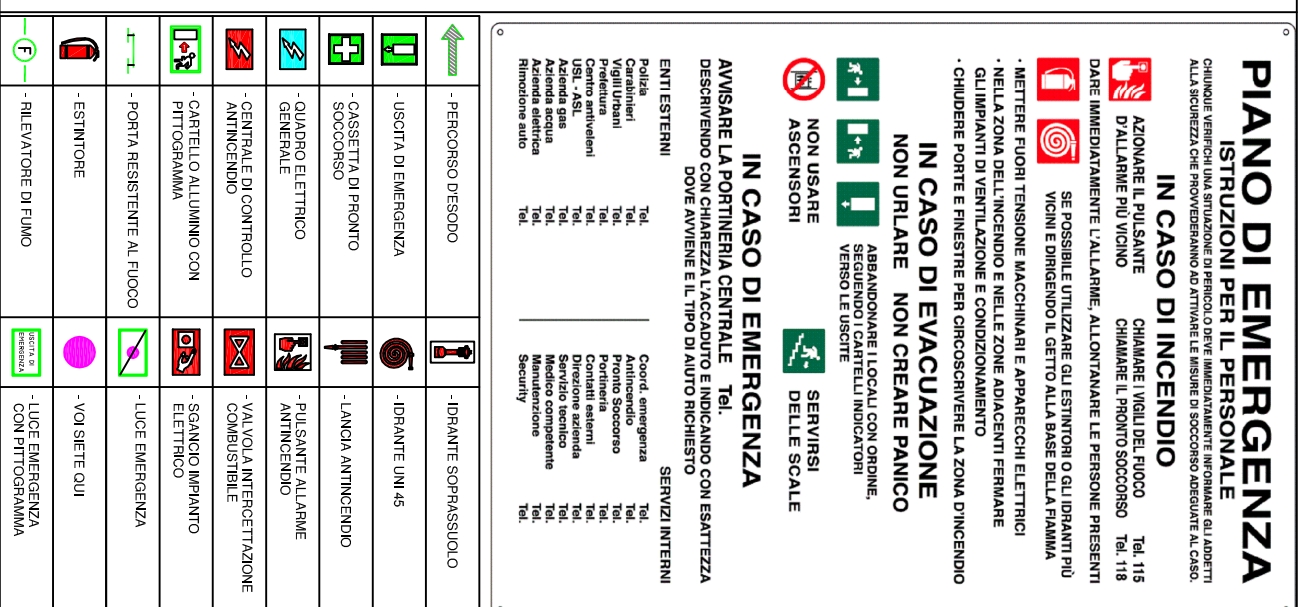 PIANO DI EMERGENZA
ISTRUZIONI PER IL PERSONALE
CHIUNQUE VERIFICHI UNA SITUAZIONE DI PERICOLO DEVE IMMEDIATAMENTE INFORMARE GLI ADDETTI
ALLA SICUREZZA CHE PROVVEDERANNO AD ATTIVARE LE MISURE DI SOCCORSO ADEGUATE AL CASO.
IN CASO DI INCENDIO
AZIONARE IL PULSANTE
D'ALLARME PIÙ VICINO
CHIAMARE I VIGILI DEL FUOCO Tel. 115
CHIAMARE IL PRONTO SOCCORSO Tel. 118
DARE IMMEDIATAMENTE L'ALLARME, ALLONTANARE LE PERSONE PRESENTI
SE POSSIBILE UTILIZZARE GLI ESTINTORI O GLI IDRANTI PIÙ
VICINI E DIRIGENDO IL GETTO ALLA BASE DELLA FIAMMA
• METTERE FUORI TENSIONE MACCHINARI E APPARECCHI ELETTRICI
• NELLA ZONA DELL'INCENDIO E NELLE ZONE ADIACENTI FERMARE
GLI IMPIANTI DI VENTILAZIONE E CONDIZIONAMENTO
• CHIUDERE PORTE E FINESTRE PER CIRCOSCRIVERE LA ZONA D'INCENDIO
IN CASO DI EVACUAZIONE
NON URLARE NON CREARE PANICO
ABBANDONARE I LOCALI CON ORDINE,
SEGUENDO I CARTELLI INDICATORI
VERSO LE USCITE
NON USARE
ASCENSORI
SERVIRSI
DELLE SCALE
IN CASO DI EMERGENZA
AVVISARE LA PORTINERIA CENTRALE Tel.
DESCRIVENDO CON CHIAREZZA L'ACCADUTO E INDICANDO CON ESATTEZZA
DOVE AVVIENE E IL TIPO DI AIUTO RICHIESTO
ENTI ESTERNI
Polizia Tel.
Carabinieri Tel.
Vigili Urbani Tel.
Prefettura Tel.
Centro antiveleni Tel.
USL - ASL Tel.
Azienda gas Tel.
Azienda acqua Tel.
Azienda elettrica Tel.
Rimozione auto Tel.
SERVIZI INTERNI
Coord. emergenza Tel.
Antincendio Tel.
Pronto Soccorso Tel.
Portineria Tel.
Contatti esterni Tel.
Direzione azienda Tel.
Servizio tecnico Tel.
Medico competente Tel.
Manutenzione Tel.
Security Tel.
- PERCORSO D'ESODO
- USCITA DI EMERGENZA
- CASSETTA DI PRONTO
SOCCORSO
- QUADRO ELETTRICO
GENERALE
- CENTRALE DI CONTROLLO
ANTINCENDIO
- CARTELLO ALLUMINIO CON
PITTOGRAMMA
- PORTA RESISTENTE AL FUOCO
- ESTINTORE
F
- RILEVATORE DI FUMO
- IDRANTE SOPRASSUOLO
- IDRANTE UNI 45
- LANCIA ANTINCENDIO
- PULSANTE ALLARME
ANTINCENDIO
- VALVOLA INTERCETTAZIONE
COMBUSTIBILE
- SGANCIO IMPIANTO
ELETTRICO
- LUCE EMERGENZA
- VOI SIETE QUI
USCITA DI
EMERGENZA
- LUCE EMERGENZA
CON PITTOGRAMMA